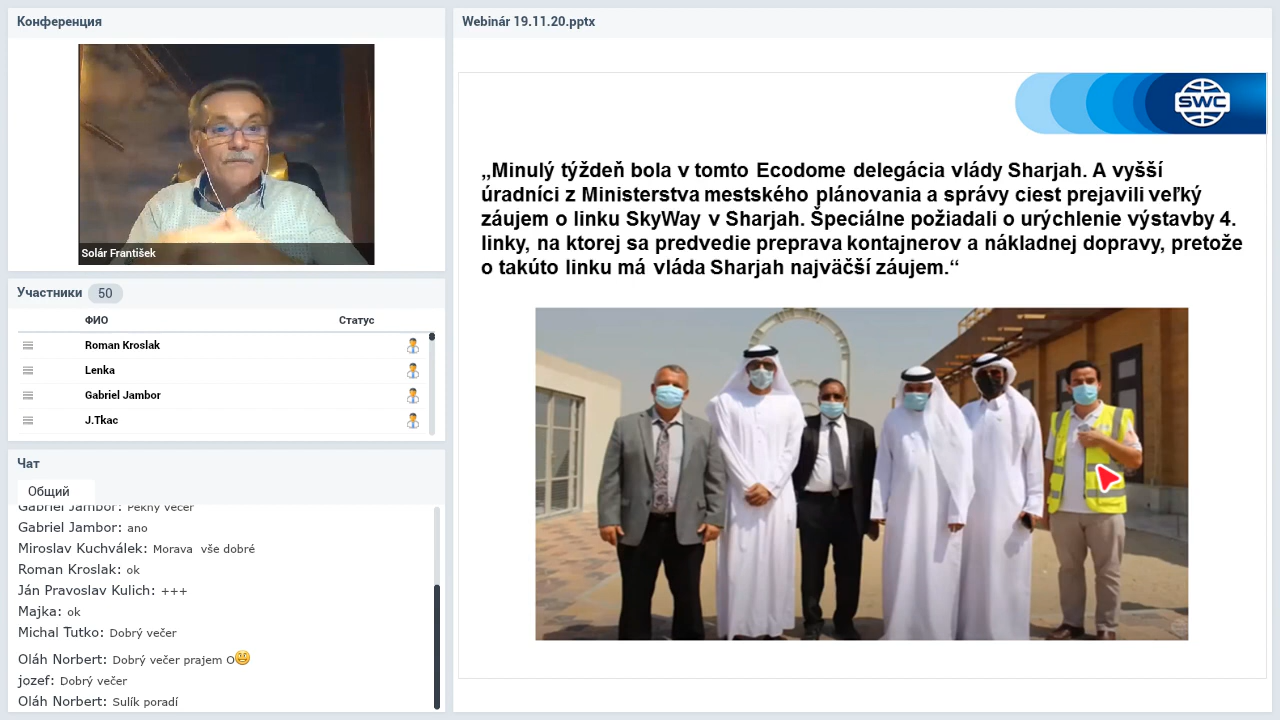 Конференция
Solár František
Участники 50
ФИО Статус
Roman Kroslak
Lenka
Gabriel Jambor
J.Tkac
Чат
Общий
Gabriel Jambor: Pekný večer
Gabriel Jambor: ano
Miroslav Kuchválek: Morava vše dobré
Roman Kroslak: ok
Ján Pravoslav Kulich: +++
Majka: ok
Michal Tutko: Dobrý večer
Oláh Norbert: Dobrý večer prajem O
jozef: Dobrý večer
Oláh Norbert: Sulík poradí
Webinár 19.11.20.pptx
SWC
„Minulý týždeň bola v tomto Ecodome delegácia vlády Sharjah. A vyšší
úradníci z Ministerstva mestského plánovania a správy ciest prejavili veľký
záujem o linku SkyWay v Sharjah. Špeciálne požiadali o urýchlenie výstavby 4.
linky, na ktorej sa predvedie preprava kontajnerov a nákladnej dopravy, pretože
o takúto linku má vláda Sharjah najväčší záujem.“